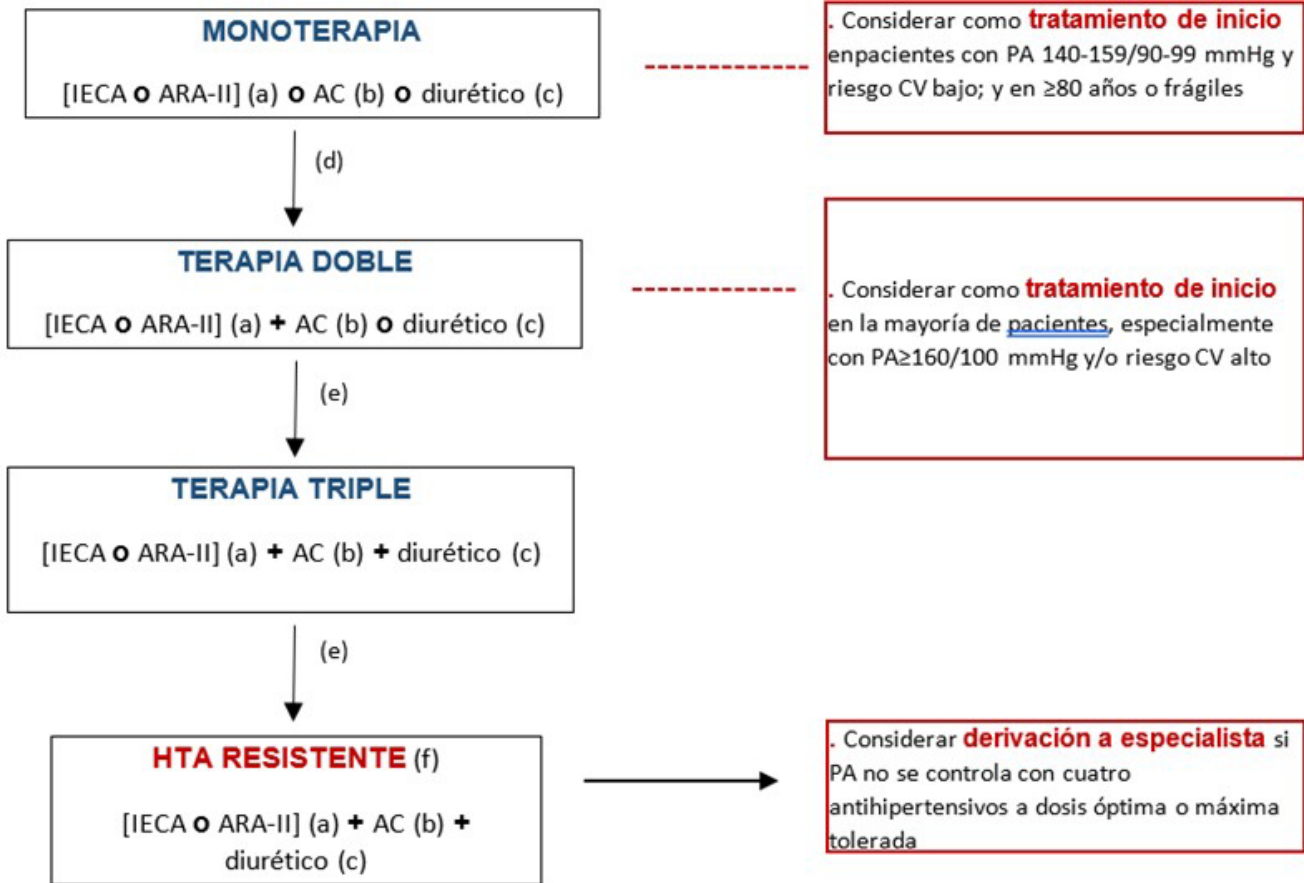 MONOTERAPIA
[IECA o ARA-II] (a) o AC (b) o diurético (c)
. Considerar como tratamiento de inicio
enpacientes con PA 140-159/90-99 mmHg y
riesgo CV bajo; y en ≥80 años o frágiles
(d)
TERAPIA DOBLE
[IECA o ARA-II] (a) + AC (b) o diurético (c)
. Considerar como tratamiento de inicio
en la mayoría de pacientes, especialmente
con PA≥160/100 mmHg y/o riesgo CV alto
(e)
TERAPIA TRIPLE
[IECA o ARA-II] (a) + AC (b) + diurético (c)
(e)
HTA RESISTENTE (f)
[IECA o ARA-II] (a) + AC (b) +
diurético (c)
. Considerar derivación a especialista si
PA no se controla con cuatro
antihipertensivos a dosis óptima o máxima
tolerada